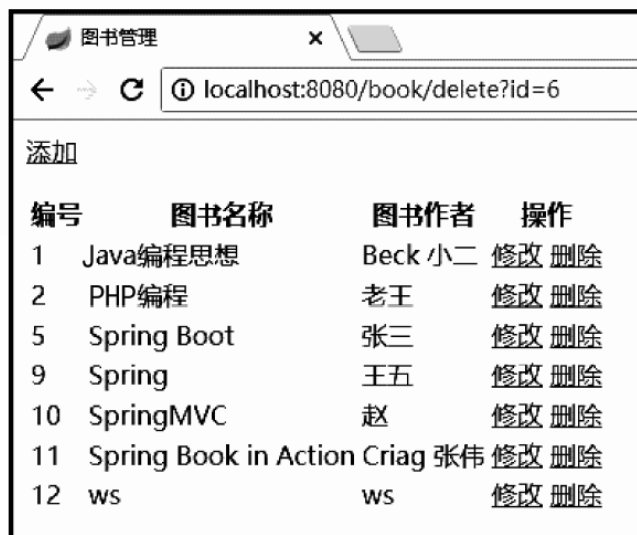 图书管理
localhost:8080/book/delete?id=6
添加
编号 图书名称 图书作者 操作
1 Java编程思想 Beck 小二 修改 删除
2 PHP编程 老王 修改 删除
5 Spring Boot 张三 修改 删除
9 Spring 王五 修改 删除
10 SpringMVC 赵 修改 删除
11 Spring Book in Action Criag 张伟 修改 删除
12 ws ws 修改 删除